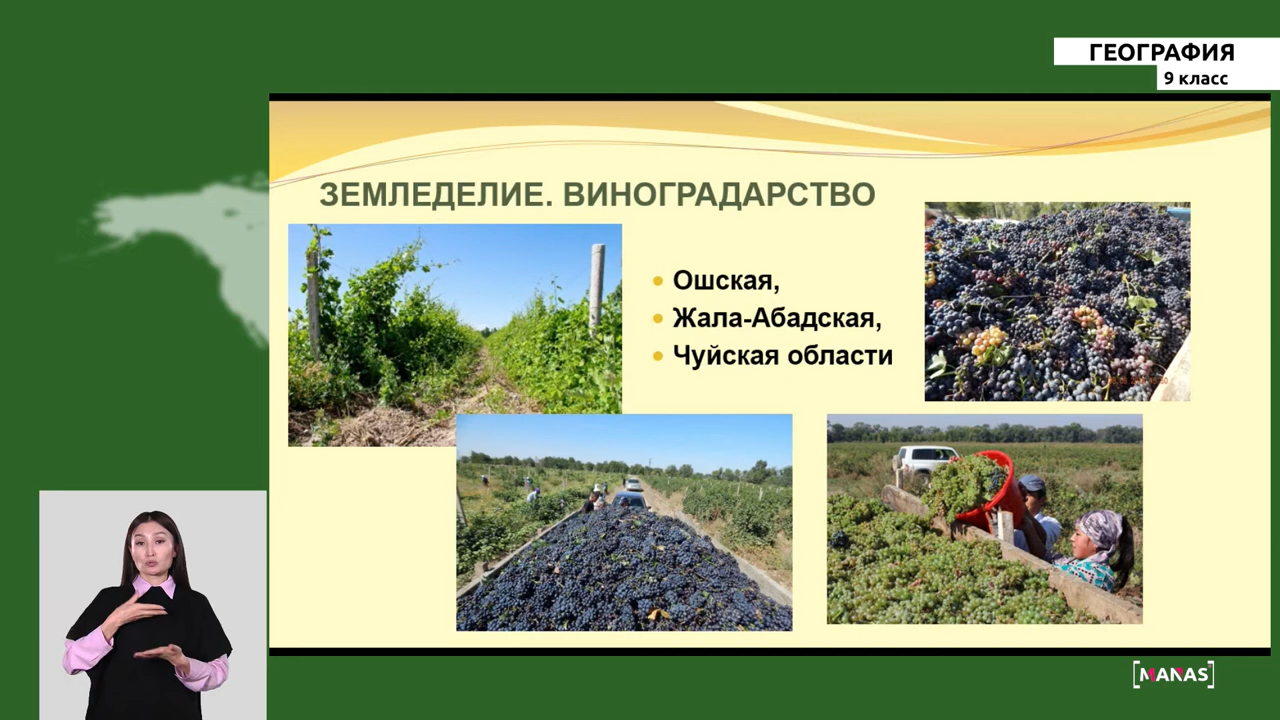 ГЕОГРАФИЯ
9 класс
ЗЕМЛЕДЕЛИЕ. ВИНОГРАДАРСТВО
Ошская,
Жала-Абадская,
Чуйская области
[MANAS]